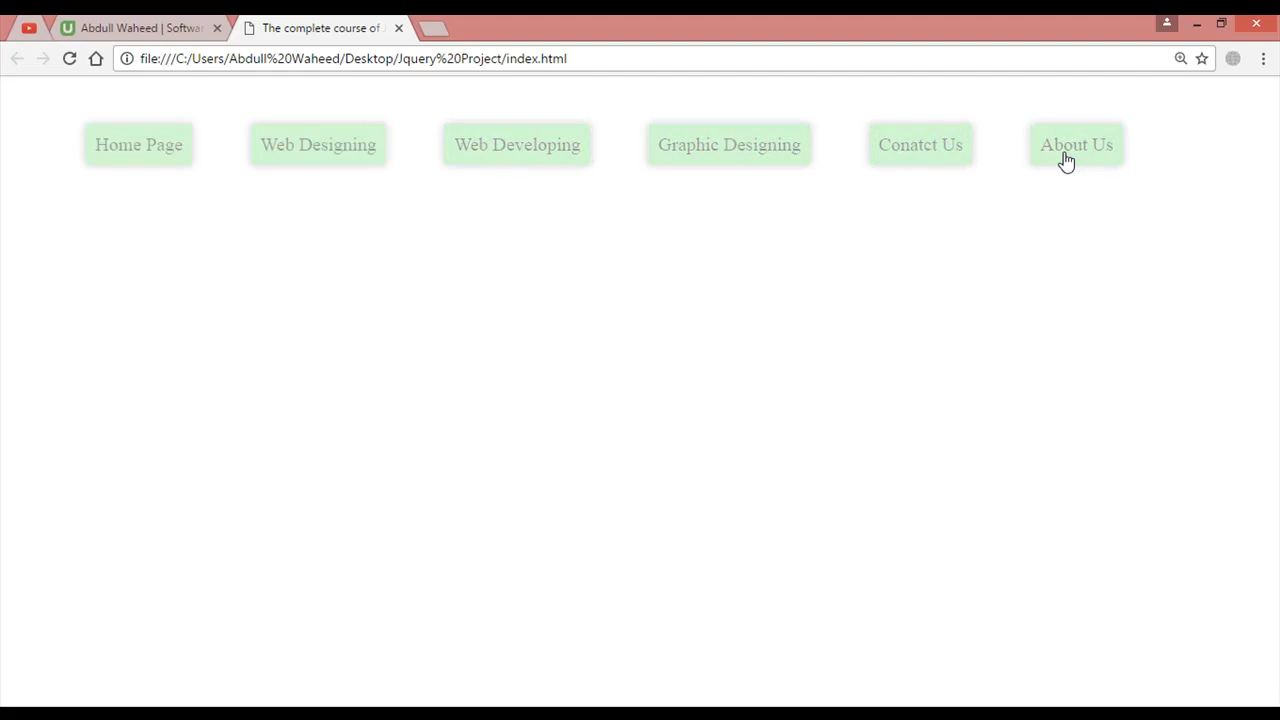 Abdull Waheed | Softwar
The complete course of J
file:///C:/Users/Abdull%20Waheed/Desktop/Jquery%20Project/index.html
Home Page
Web Designing
Web Developing
Graphic Designing
Conatct Us
About Us